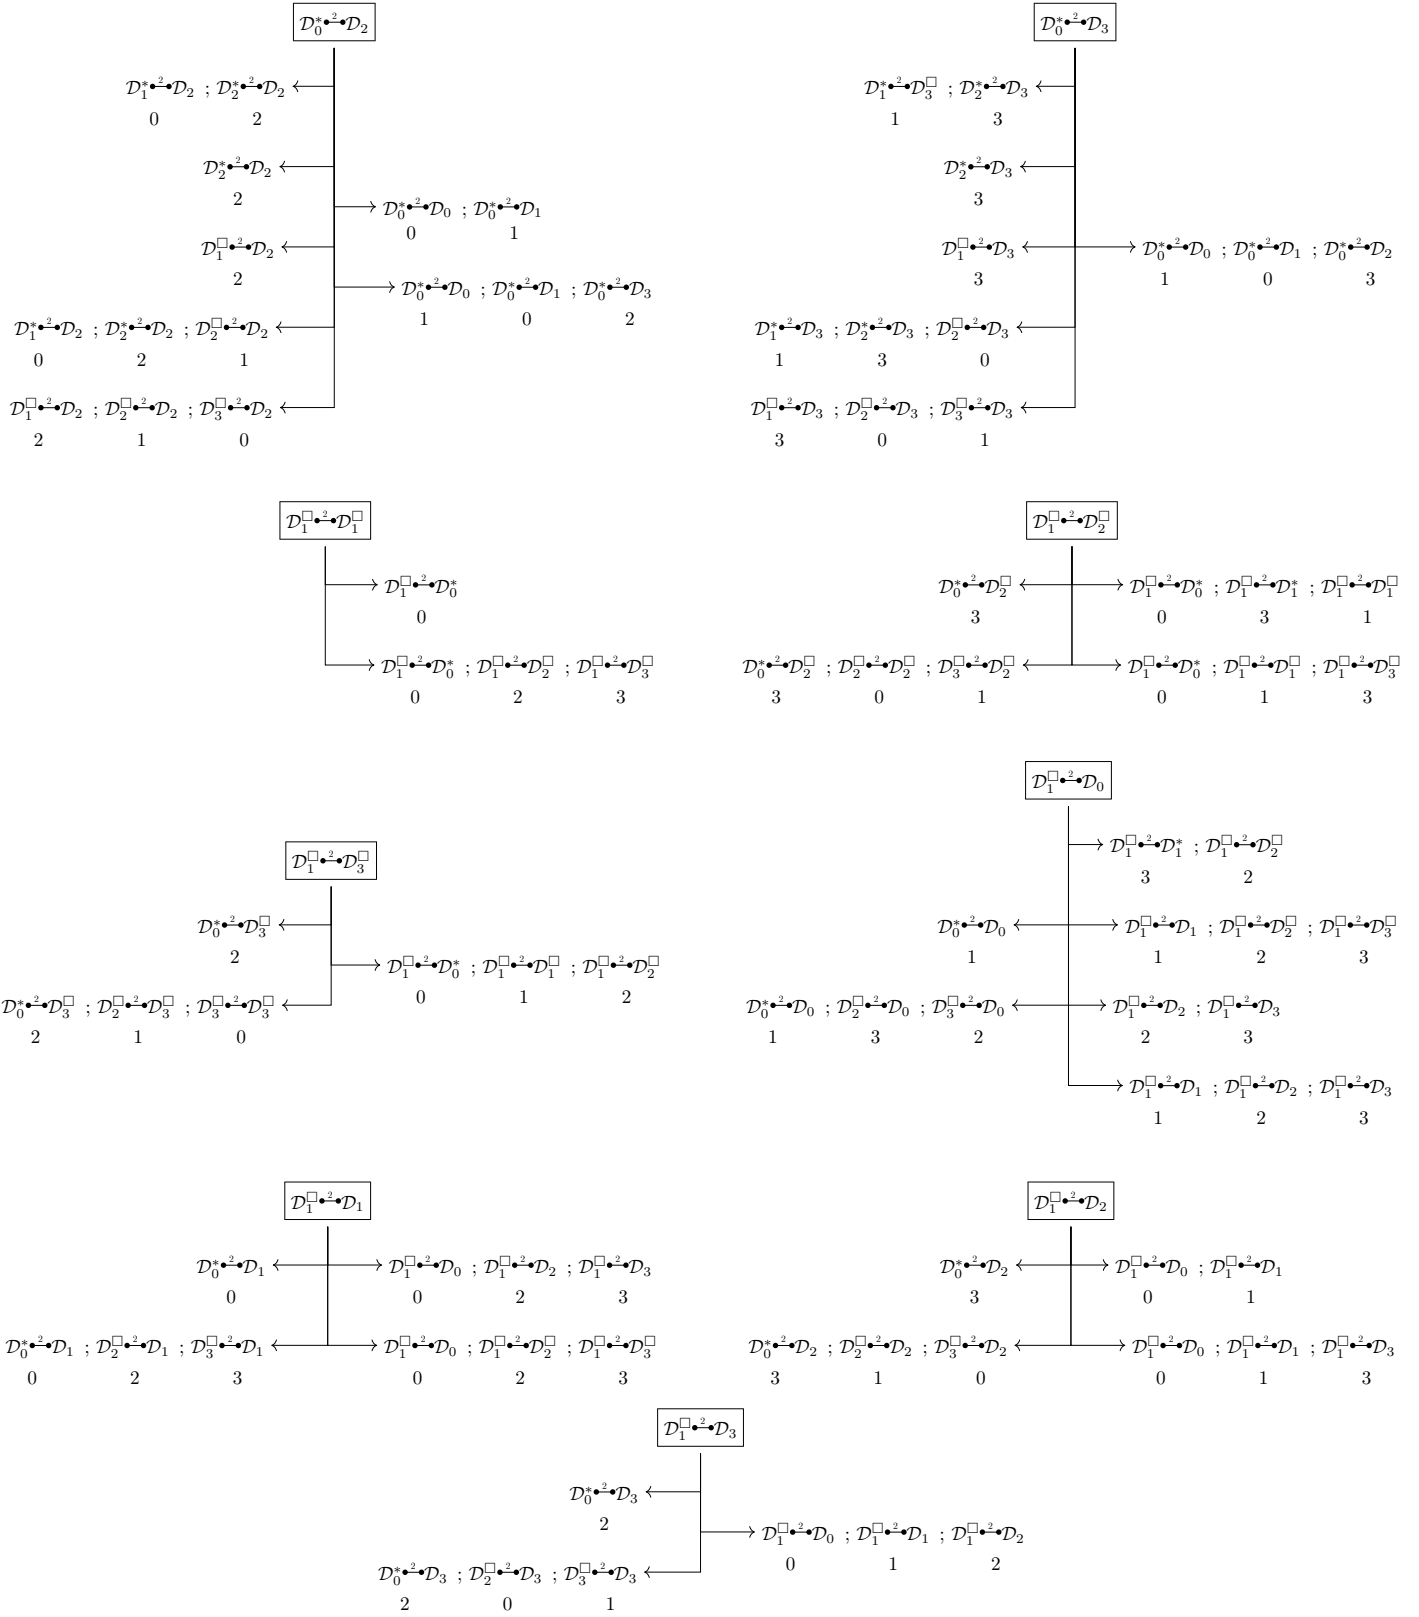 𝒟₀*•²•𝒟₂
𝒟₁*•²•𝒟₂ ; 𝒟₂*•²•𝒟₂
0 2
𝒟₂*•²•𝒟₂
2
𝒟₀*•²•𝒟₀ ; 𝒟₀*•²•𝒟₁
0 1
𝒟₁□•²•𝒟₂
2
𝒟₀*•²•𝒟₀ ; 𝒟₀*•²•𝒟₁ ; 𝒟₀*•²•𝒟₃
1 0 2
𝒟₁*•²•𝒟₂ ; 𝒟₂*•²•𝒟₂ ; 𝒟₂□•²•𝒟₂
0 2 1
𝒟₁□•²•𝒟₂ ; 𝒟₂□•²•𝒟₂ ; 𝒟₃□•²•𝒟₂
2 1 0
𝒟₀*•²•𝒟₃
𝒟₁*•²•𝒟₃□ ; 𝒟₂*•²•𝒟₃
1 3
𝒟₂*•²•𝒟₃
3
𝒟₁□•²•𝒟₃ 𝒟₀*•²•𝒟₀ ; 𝒟₀*•²•𝒟₁ ; 𝒟₀*•²•𝒟₂
3 1 0 3
𝒟₁*•²•𝒟₃ ; 𝒟₂*•²•𝒟₃ ; 𝒟₂□•²•𝒟₃
1 3 0
𝒟₁□•²•𝒟₃ ; 𝒟₂□•²•𝒟₃ ; 𝒟₃□•²•𝒟₃
3 0 1
𝒟₁□•²•𝒟₁□
𝒟₁□•²•𝒟₀*
0
𝒟₁□•²•𝒟₀* ; 𝒟₁□•²•𝒟₂□ ; 𝒟₁□•²•𝒟₃□
0 2 3
𝒟₁□•²•𝒟₂□
𝒟₀*•²•𝒟₂□ 𝒟₁□•²•𝒟₀* ; 𝒟₁□•²•𝒟₁* ; 𝒟₁□•²•𝒟₁□
3 0 3 1
𝒟₀*•²•𝒟₂□ ; 𝒟₂□•²•𝒟₂□ ; 𝒟₃□•²•𝒟₂□ 𝒟₁□•²•𝒟₀* ; 𝒟₁□•²•𝒟₁□ ; 𝒟₁□•²•𝒟₃□
3 0 1 0 1 3
𝒟₁□•²•𝒟₃□
𝒟₀*•²•𝒟₃□
2
𝒟₁□•²•𝒟₀* ; 𝒟₁□•²•𝒟₁□ ; 𝒟₁□•²•𝒟₂□
0 1 2
𝒟₀*•²•𝒟₃□ ; 𝒟₂□•²•𝒟₃□ ; 𝒟₃□•²•𝒟₃□
2 1 0
𝒟₁□•²•𝒟₀
𝒟₁□•²•𝒟₁* ; 𝒟₁□•²•𝒟₂□
3 2
𝒟₀*•²•𝒟₀ 𝒟₁□•²•𝒟₁ ; 𝒟₁□•²•𝒟₂□ ; 𝒟₁□•²•𝒟₃□
1 1 2 3
𝒟₀*•²•𝒟₀ ; 𝒟₂□•²•𝒟₀ ; 𝒟₃□•²•𝒟₀ 𝒟₁□•²•𝒟₂ ; 𝒟₁□•²•𝒟₃
1 3 2 2 3
𝒟₁□•²•𝒟₁ ; 𝒟₁□•²•𝒟₂ ; 𝒟₁□•²•𝒟₃
1 2 3
𝒟₁□•²•𝒟₁
𝒟₀*•²•𝒟₁ 𝒟₁□•²•𝒟₀ ; 𝒟₁□•²•𝒟₂ ; 𝒟₁□•²•𝒟₃
0 0 2 3
𝒟₀*•²•𝒟₁ ; 𝒟₂□•²•𝒟₁ ; 𝒟₃□•²•𝒟₁ 𝒟₁□•²•𝒟₀ ; 𝒟₁□•²•𝒟₂□ ; 𝒟₁□•²•𝒟₃□
0 2 3 0 2 3
𝒟₁□•²•𝒟₂
𝒟₀*•²•𝒟₂ 𝒟₁□•²•𝒟₀ ; 𝒟₁□•²•𝒟₁
3 0 1
𝒟₀*•²•𝒟₂ ; 𝒟₂□•²•𝒟₂ ; 𝒟₃□•²•𝒟₂ 𝒟₁□•²•𝒟₀ ; 𝒟₁□•²•𝒟₁ ; 𝒟₁□•²•𝒟₃
3 1 0 0 1 3
𝒟₁□•²•𝒟₃
𝒟₀*•²•𝒟₃
2
𝒟₁□•²•𝒟₀ ; 𝒟₁□•²•𝒟₁ ; 𝒟₁□•²•𝒟₂
0 1 2
𝒟₀*•²•𝒟₃ ; 𝒟₂□•²•𝒟₃ ; 𝒟₃□•²•𝒟₃
2 0 1